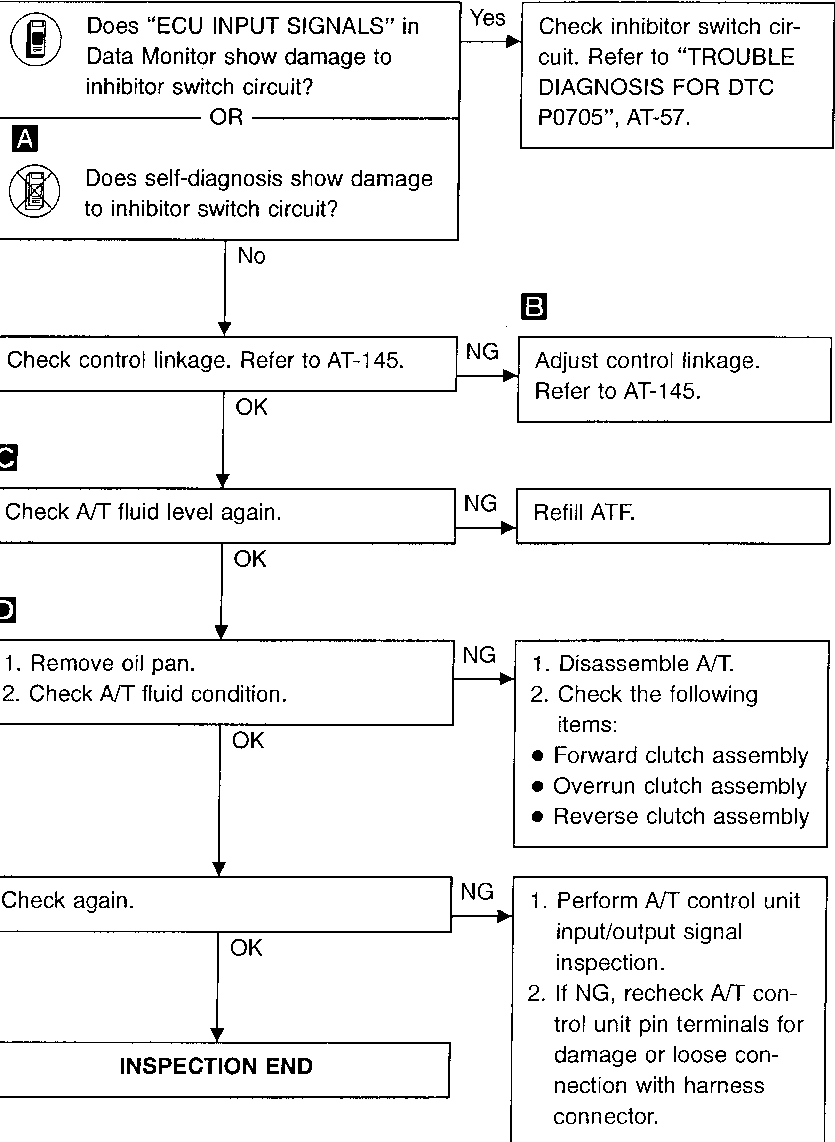 Does “ECU INPUT SIGNALS” in
Data Monitor show damage to
inhibitor switch circuit?
OR
A
Does self-diagnosis show damage
to inhibitor switch circuit?
Yes
Check inhibitor switch cir-
cuit. Refer to “TROUBLE
DIAGNOSIS FOR DTC
P0705”, AT-57.
No
Check control linkage. Refer to AT-145.
NG
B
Adjust control linkage.
Refer to AT-145.
OK
C
Check A/T fluid level again.
NG
Refill ATF.
OK
D
1. Remove oil pan.
2. Check A/T fluid condition.
NG
1. Disassemble A/T.
2. Check the following
items:
● Forward clutch assembly
● Overrun clutch assembly
● Reverse clutch assembly
OK
Check again.
NG
1. Perform A/T control unit
input/output signal
inspection.
2. If NG, recheck A/T con-
trol unit pin terminals for
damage or loose con-
nection with harness
connector.
OK
INSPECTION END